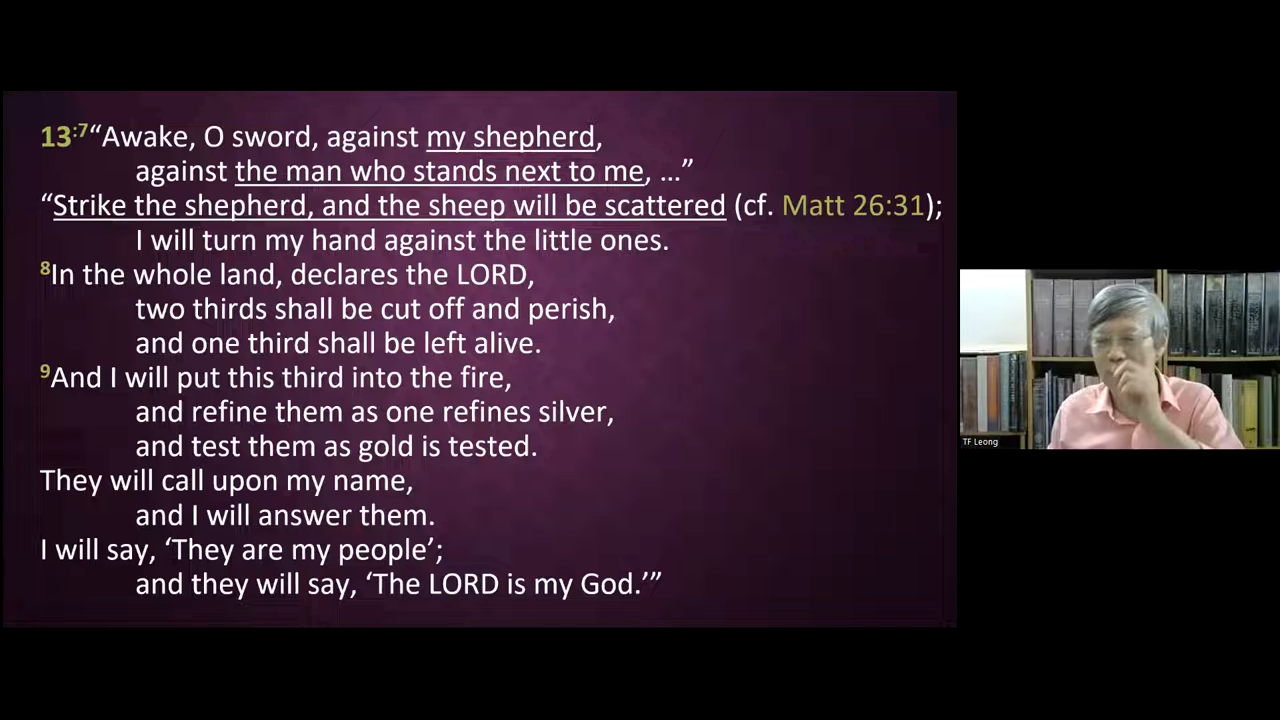 13:7“Awake, O sword, against my shepherd,
against the man who stands next to me, …”
“Strike the shepherd, and the sheep will be scattered (cf. Matt 26:31);
I will turn my hand against the little ones.
8In the whole land, declares the LORD,
two thirds shall be cut off and perish,
and one third shall be left alive.
9And I will put this third into the fire,
and refine them as one refines silver,
and test them as gold is tested.
They will call upon my name,
and I will answer them.
I will say, ‘They are my people’;
and they will say, ‘The LORD is my God.’”
TF Leong